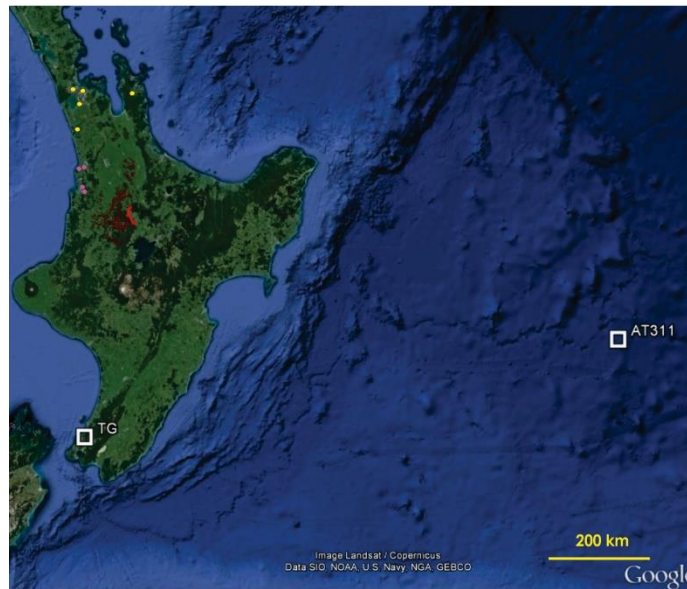 AT311
TG
200 km
Image Landsat / Copernicus
Data SIO, NOAA, U.S. Navy, NGA, GEBCO
Google